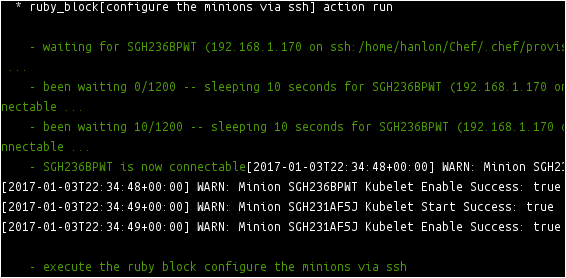 * ruby_block[configure the minions via ssh] action run
- waiting for SGH236BPWT (192.168.1.170 on ssh:/home/hanlon/Chef/.chef/provis
...
- been waiting 0/1200 -- sleeping 10 seconds for SGH236BPWT (192.168.1.170 on
nectable ...
- been waiting 10/1200 -- sleeping 10 seconds for SGH236BPWT (192.168.1.170 o
nnectable ...
- SGH236BPWT is now connectable[2017-01-03T22:34:48+00:00] WARN: Minion SGH23
[2017-01-03T22:34:48+00:00] WARN: Minion SGH236BPWT Kubelet Enable Success: true
[2017-01-03T22:34:49+00:00] WARN: Minion SGH231AF5J Kubelet Start Success: true
[2017-01-03T22:34:49+00:00] WARN: Minion SGH231AF5J Kubelet Enable Success: true
- execute the ruby block configure the minions via ssh